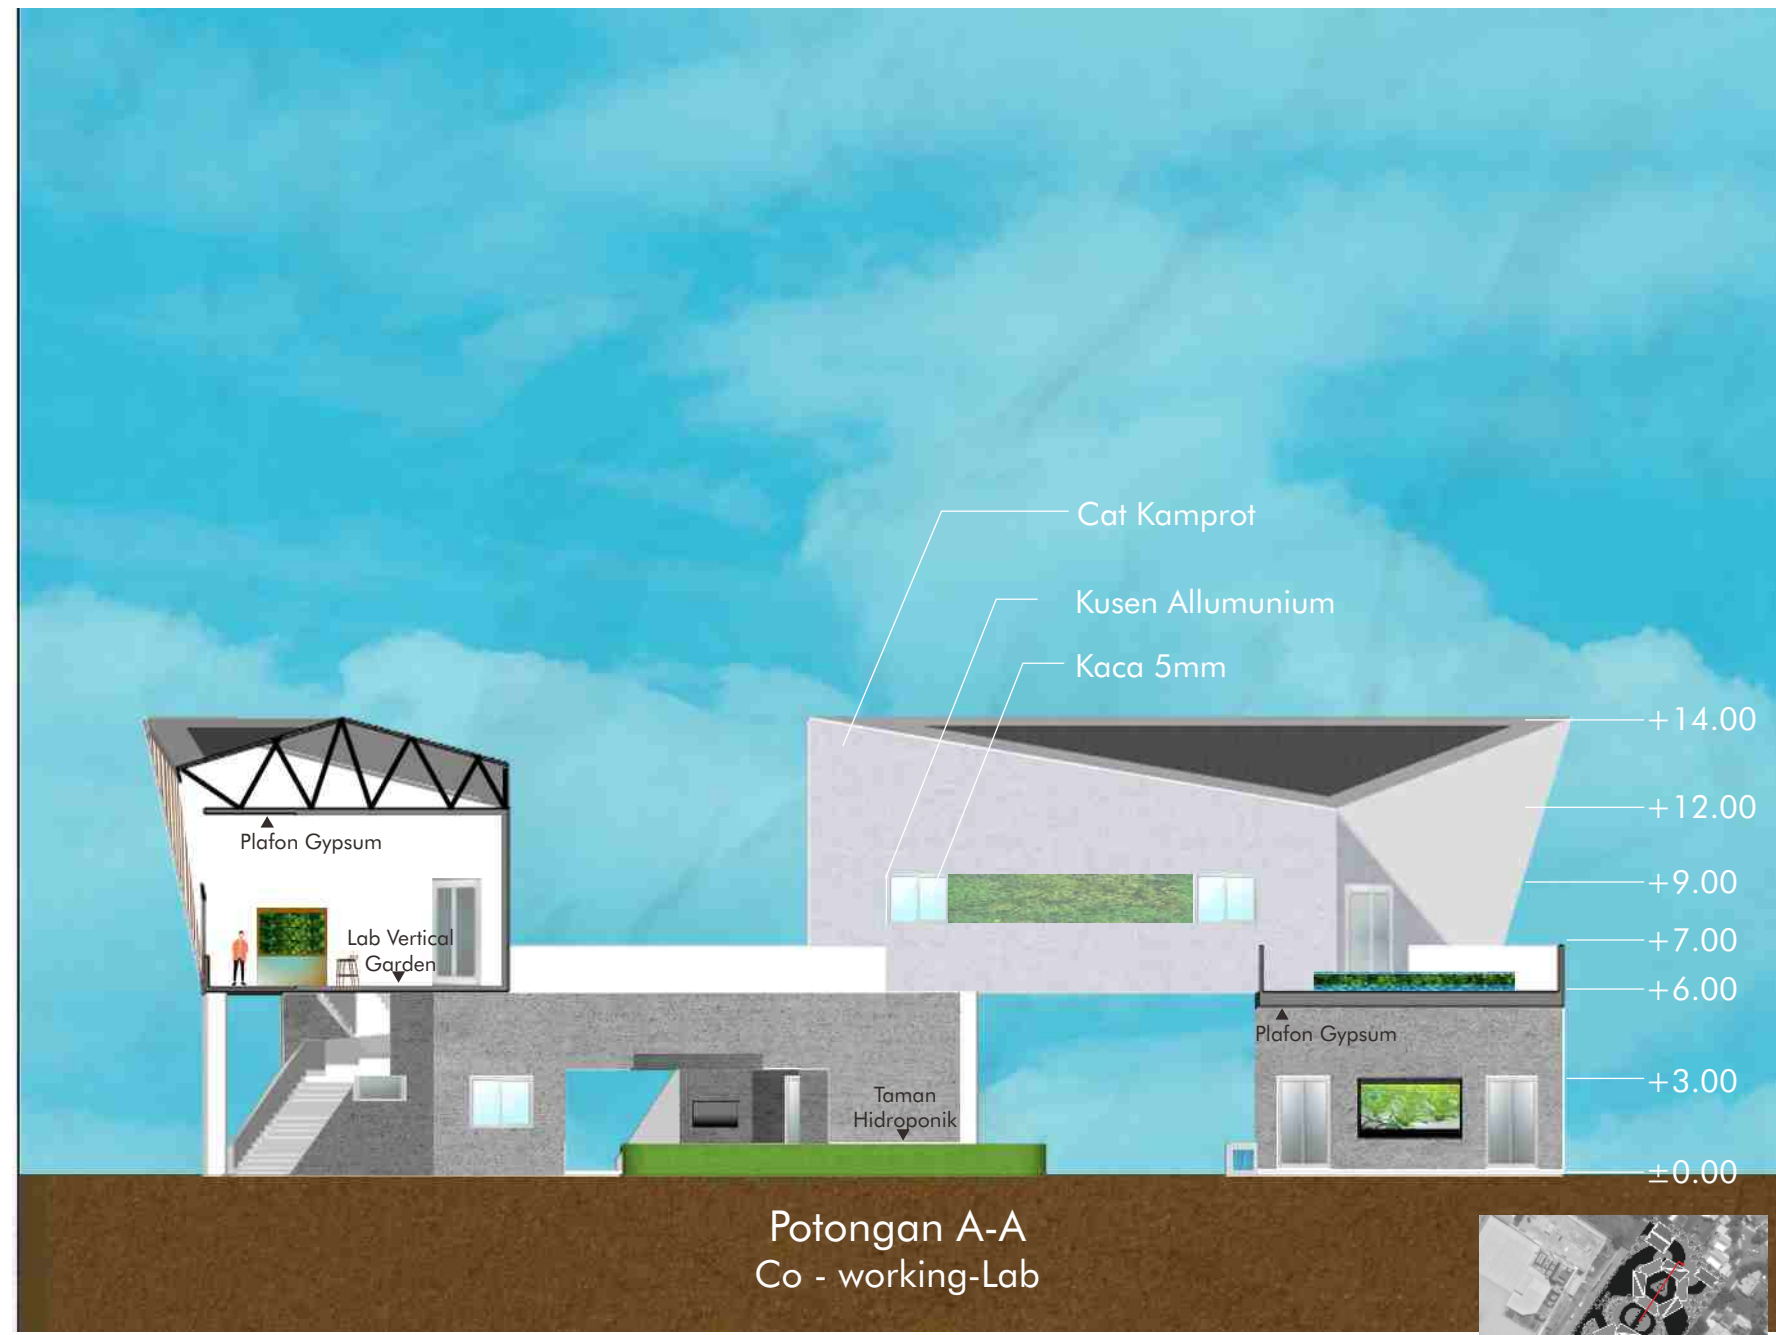 Cat Kamprot
Kusen Allumunium
Kaca 5mm
+14.00
+12.00
Plafon Gypsum
+9.00
Lab Vertical
Garden
+7.00
+6.00
Plafon Gypsum
+3.00
Taman
Hidroponik
±0.00
Potongan A-A
Co - working-Lab